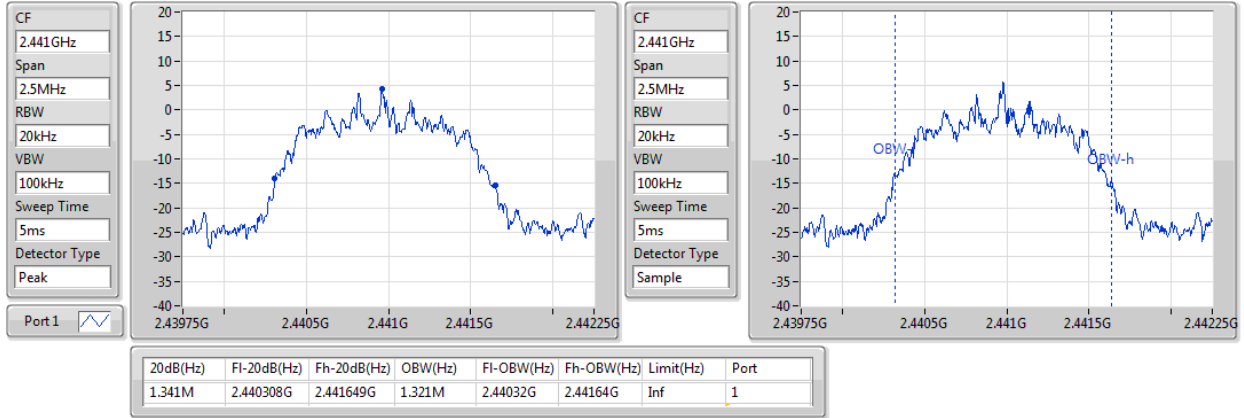 CF
2.441GHz
Span
2.5MHz
RBW
20kHz
VBW
100kHz
Sweep Time
5ms
Detector Type
Peak
Port 1
20
15
10
5
0
-5
-10
-15
-20
-25
-30
-35
-40
2.43975G 2.4405G 2.441G 2.4415G 2.44225G
CF
2.441GHz
Span
2.5MHz
RBW
20kHz
VBW
100kHz
Sweep Time
5ms
Detector Type
Sample
20
15
10
5
0
-5
-10
-15
-20
-25
-30
-35
-40
OBW-
OBW-h
2.43975G 2.4405G 2.441G 2.4415G 2.44225G
20dB(Hz) Fl-20dB(Hz) Fh-20dB(Hz) OBW(Hz) Fl-OBW(Hz) Fh-OBW(Hz) Limit(Hz) Port
1.341M 2.440308G 2.441649G 1.321M 2.44032G 2.44164G Inf 1